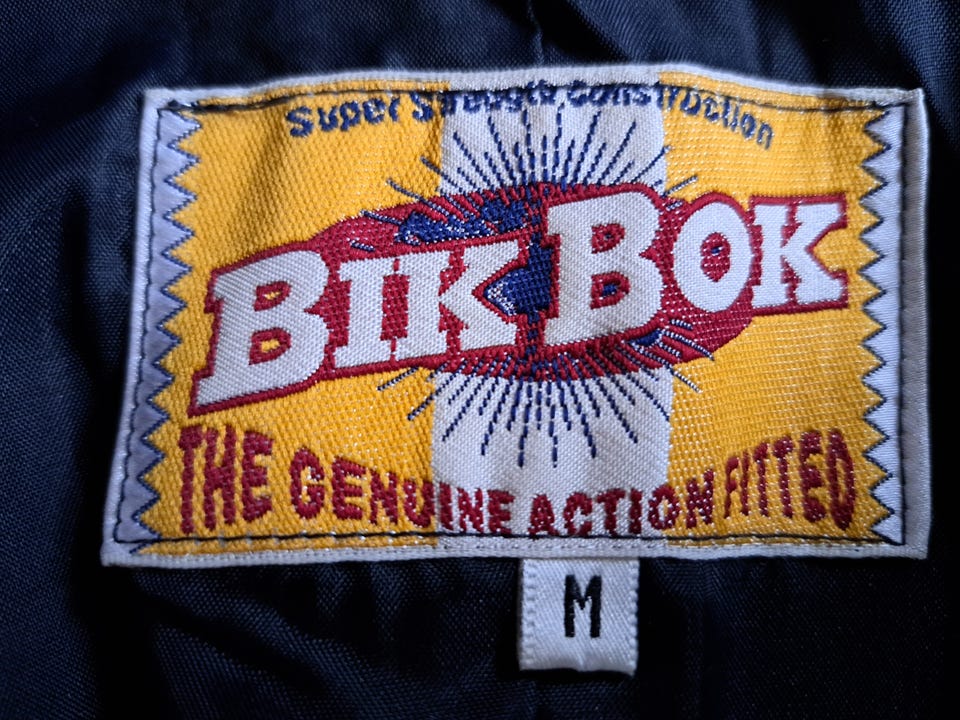 Super Strength Construction
BIK BOK
THE GENUINE ACTION FITTED
M